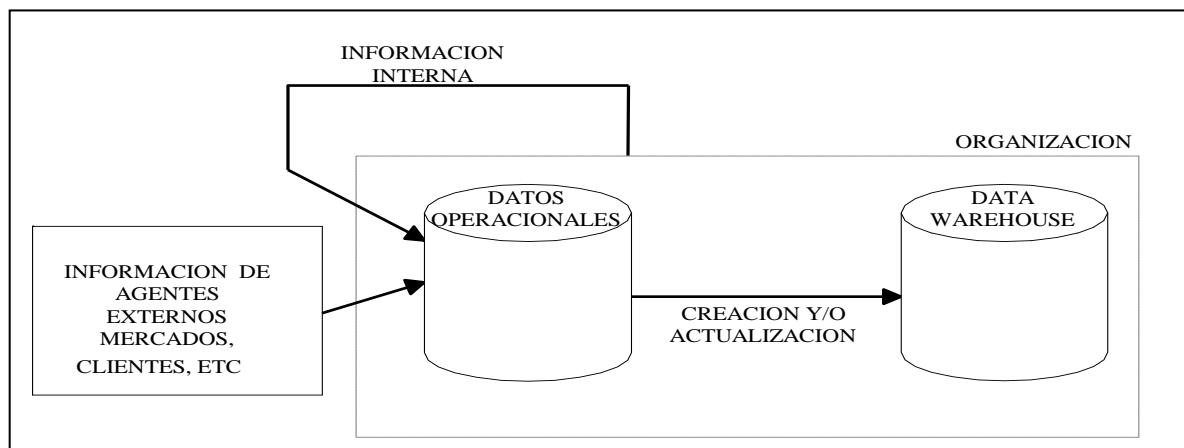 INFORMACION
INTERNA
ORGANIZACION
DATOS
OPERACIONALES
DATA
WAREHOUSE
INFORMACION DE
AGENTES
EXTERNOS
MERCADOS,
CLIENTES, ETC
CREACION Y/O
ACTUALIZACION